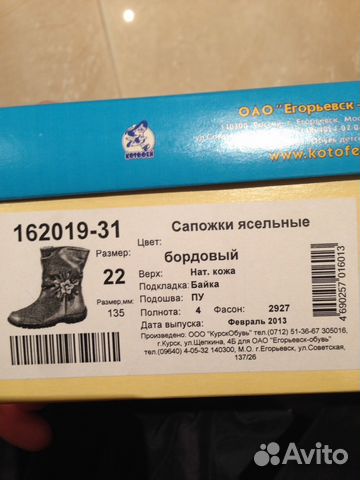 ОАО "Егорьевск-
www.kotofe
КОТОФЕЙ
162019-31
Сапожки ясельные
Размер:
Цвет:
бордовый
22
Верх: Нат. кожа
Подкладка: Байка
Размер,мм:
Подошва: ПУ
135
Полнота: 4 Фасон: 2927
Дата выпуска: Февраль 2013
Произведено: ООО "КурскОбувь" тел.(0712) 51-36-67 305016,
г.Курск, ул.Щепкина, 4Б для ОАО "Егорьевск-обувь"
тел.(09640) 4-05-32 140300, М.О. г.Егорьевск, ул.Советская,
137/26
4 690257 016013
Avito